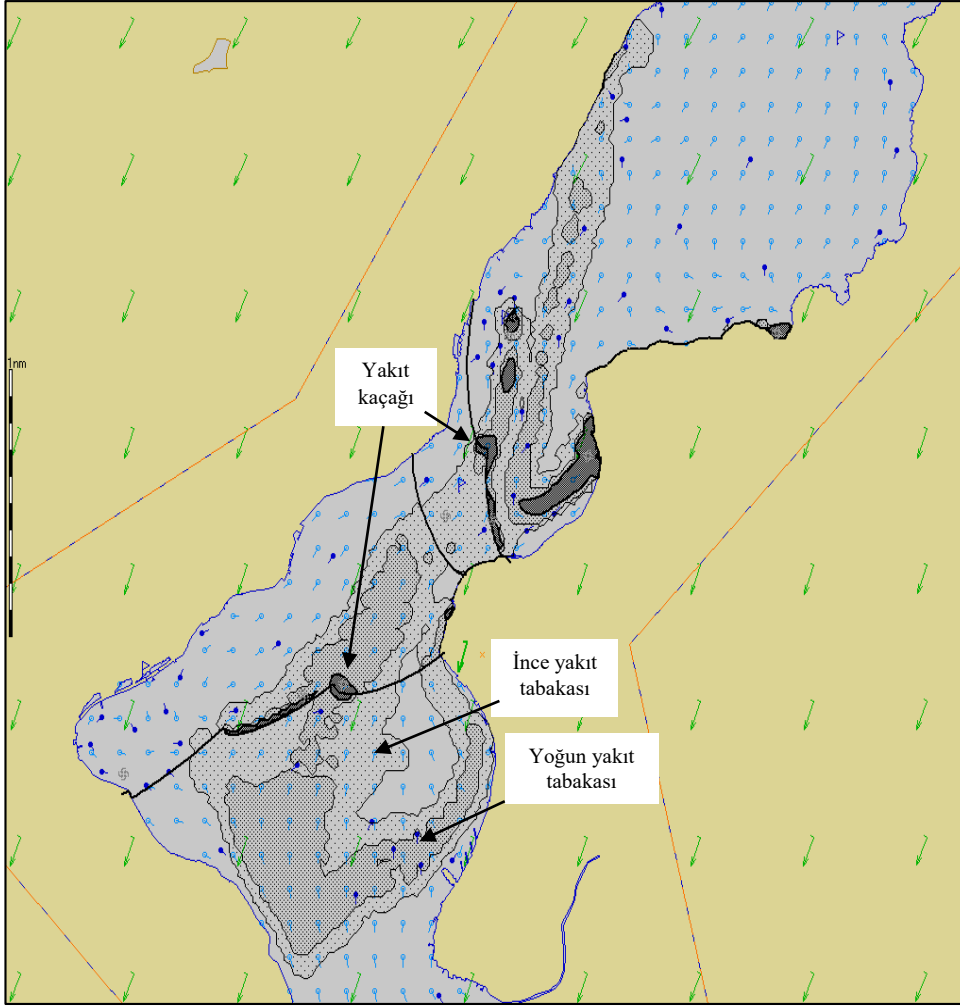 1nm
Yakıt
kaçağı
İnce yakıt
tabakası
Yoğun yakıt
tabakası